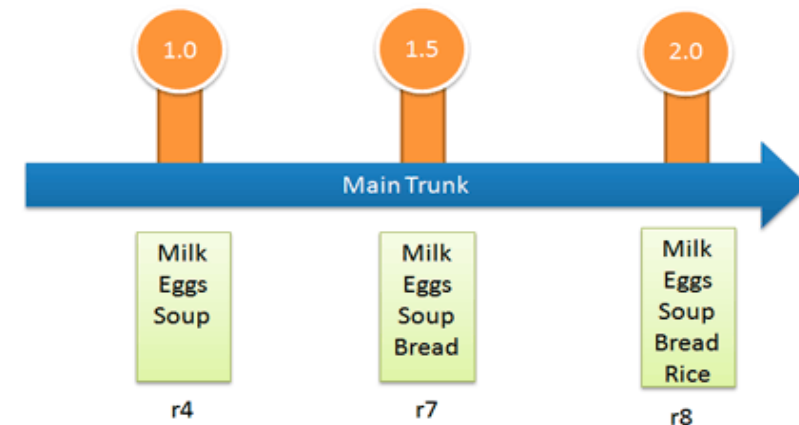 1.0
1.5
2.0
Main Trunk
Milk
Eggs
Soup
r4
Milk
Eggs
Soup
Bread
r7
Milk
Eggs
Soup
Bread
Rice
r8